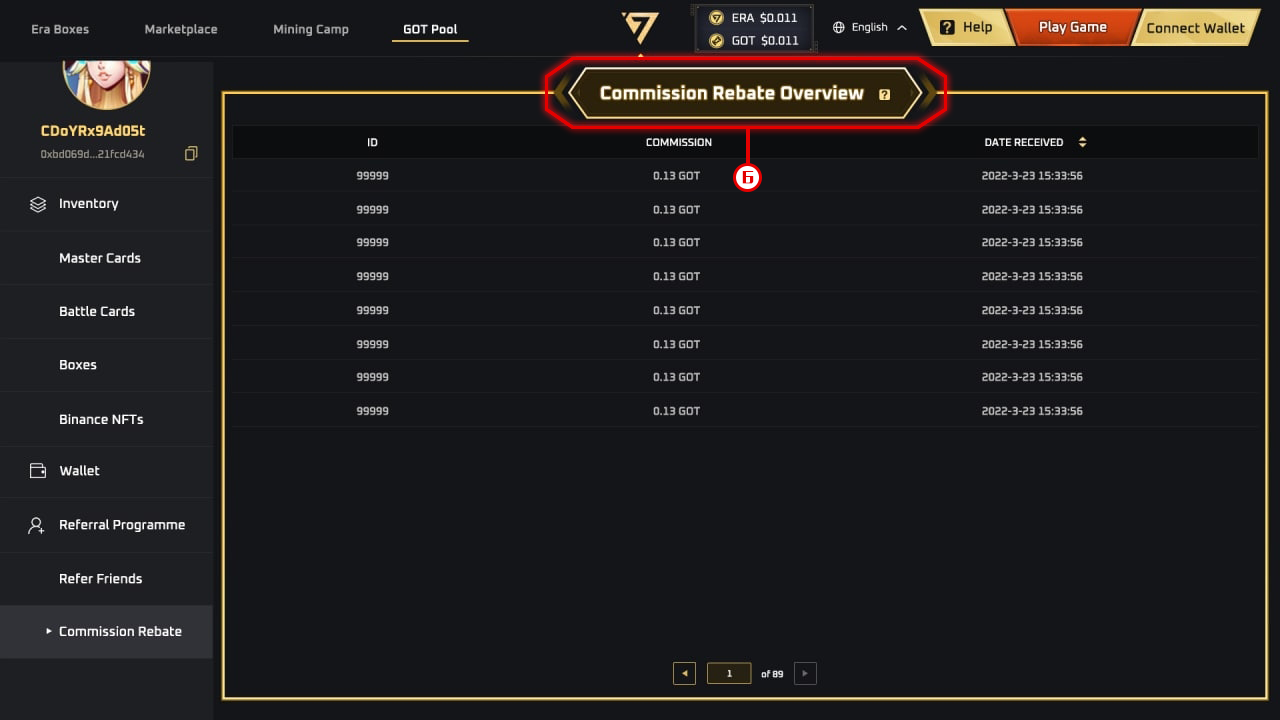 Era Boxes
Marketplace
Mining Camp
GOT Pool
ERA $0.011
GOT $0.011
English
? Help
Play Game
Connect Wallet
CDoYRx9Ad05t
0xbd069d...21fcd434
Inventory
Master Cards
Battle Cards
Boxes
Binance NFTs
Wallet
Referral Programme
Refer Friends
Commission Rebate
Commission Rebate Overview ?
ID COMMISSION DATE RECEIVED
6
99999 0.13 GOT 2022-3-23 15:33:56
99999 0.13 GOT 2022-3-23 15:33:56
99999 0.13 GOT 2022-3-23 15:33:56
99999 0.13 GOT 2022-3-23 15:33:56
99999 0.13 GOT 2022-3-23 15:33:56
99999 0.13 GOT 2022-3-23 15:33:56
99999 0.13 GOT 2022-3-23 15:33:56
99999 0.13 GOT 2022-3-23 15:33:56
1 of 89